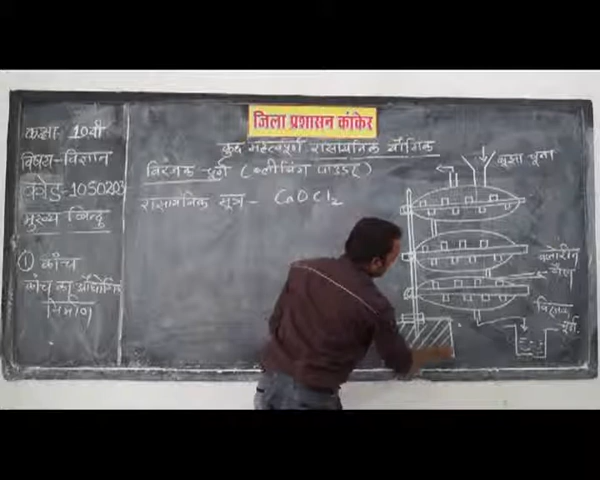 जिला प्रशासन कांकेर
कुछ महत्वपूर्ण रासायनिक यौगिक
कक्षा- 10वी
विषय- विज्ञान
कोड- 1050203
मुख्य बिन्दु
① काँच
काँच का औद्योगिक
निर्माण
विरंजक चूर्ण (ब्लीचिंग पाउडर)
रासायनिक सूत्र- CaOCl₂
बुझा चूना
क्लोरीन
गैस
विरंजक
चूर्ण